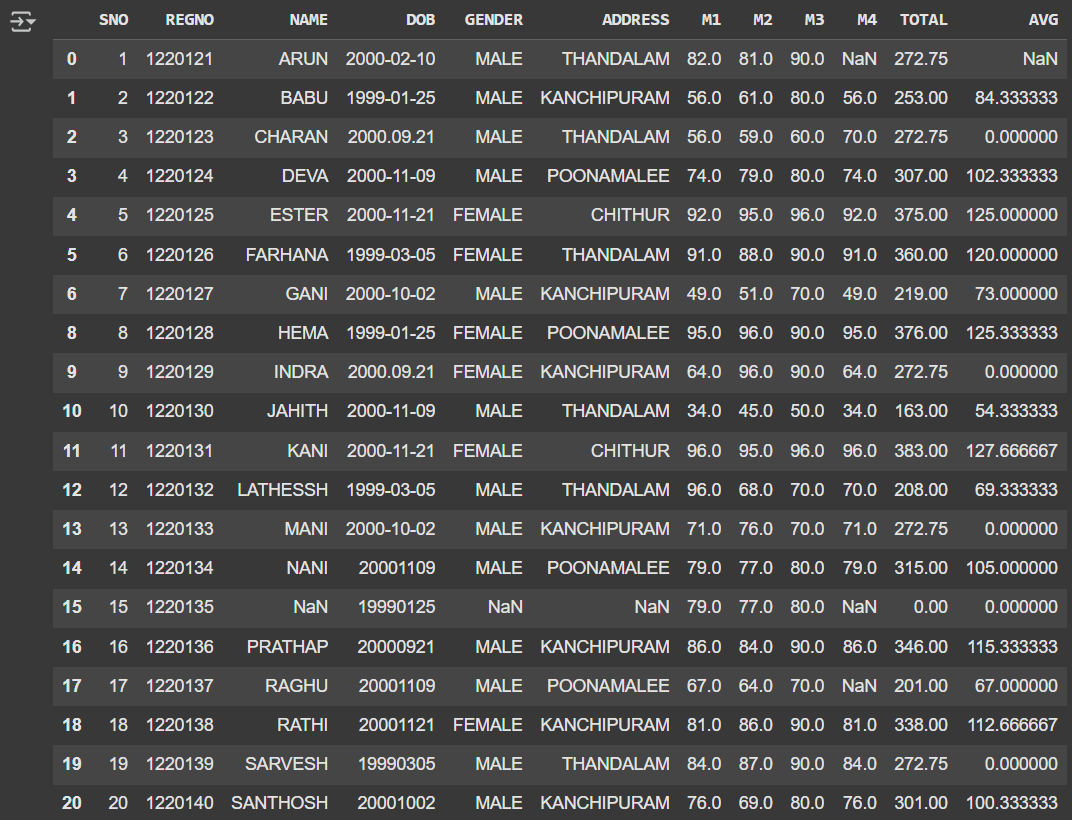 SNO REGNO NAME DOB GENDER ADDRESS M1 M2 M3 M4 TOTAL AVG
0 1 1220121 ARUN 2000-02-10 MALE THANDALAM 82.0 81.0 90.0 NaN 272.75 NaN
1 2 1220122 BABU 1999-01-25 MALE KANCHIPURAM 56.0 61.0 80.0 56.0 253.00 84.333333
2 3 1220123 CHARAN 2000.09.21 MALE THANDALAM 56.0 59.0 60.0 70.0 272.75 0.000000
3 4 1220124 DEVA 2000-11-09 MALE POONAMALEE 74.0 79.0 80.0 74.0 307.00 102.333333
4 5 1220125 ESTER 2000-11-21 FEMALE CHITHUR 92.0 95.0 96.0 92.0 375.00 125.000000
5 6 1220126 FARHANA 1999-03-05 FEMALE THANDALAM 91.0 88.0 90.0 91.0 360.00 120.000000
6 7 1220127 GANI 2000-10-02 MALE KANCHIPURAM 49.0 51.0 70.0 49.0 219.00 73.000000
8 8 1220128 HEMA 1999-01-25 FEMALE POONAMALEE 95.0 96.0 90.0 95.0 376.00 125.333333
9 9 1220129 INDRA 2000.09.21 FEMALE KANCHIPURAM 64.0 96.0 90.0 64.0 272.75 0.000000
10 10 1220130 JAHITH 2000-11-09 MALE THANDALAM 34.0 45.0 50.0 34.0 163.00 54.333333
11 11 1220131 KANI 2000-11-21 FEMALE CHITHUR 96.0 95.0 96.0 96.0 383.00 127.666667
12 12 1220132 LATHESSH 1999-03-05 MALE THANDALAM 96.0 68.0 70.0 70.0 208.00 69.333333
13 13 1220133 MANI 2000-10-02 MALE KANCHIPURAM 71.0 76.0 70.0 71.0 272.75 0.000000
14 14 1220134 NANI 20001109 MALE POONAMALEE 79.0 77.0 80.0 79.0 315.00 105.000000
15 15 1220135 NaN 19990125 NaN NaN 79.0 77.0 80.0 NaN 0.00 0.000000
16 16 1220136 PRATHAP 20000921 MALE KANCHIPURAM 86.0 84.0 90.0 86.0 346.00 115.333333
17 17 1220137 RAGHU 20001109 MALE POONAMALEE 67.0 64.0 70.0 NaN 201.00 67.000000
18 18 1220138 RATHI 20001121 FEMALE KANCHIPURAM 81.0 86.0 90.0 81.0 338.00 112.666667
19 19 1220139 SARVESH 19990305 MALE THANDALAM 84.0 87.0 90.0 84.0 272.75 0.000000
20 20 1220140 SANTHOSH 20001002 MALE KANCHIPURAM 76.0 69.0 80.0 76.0 301.00 100.333333